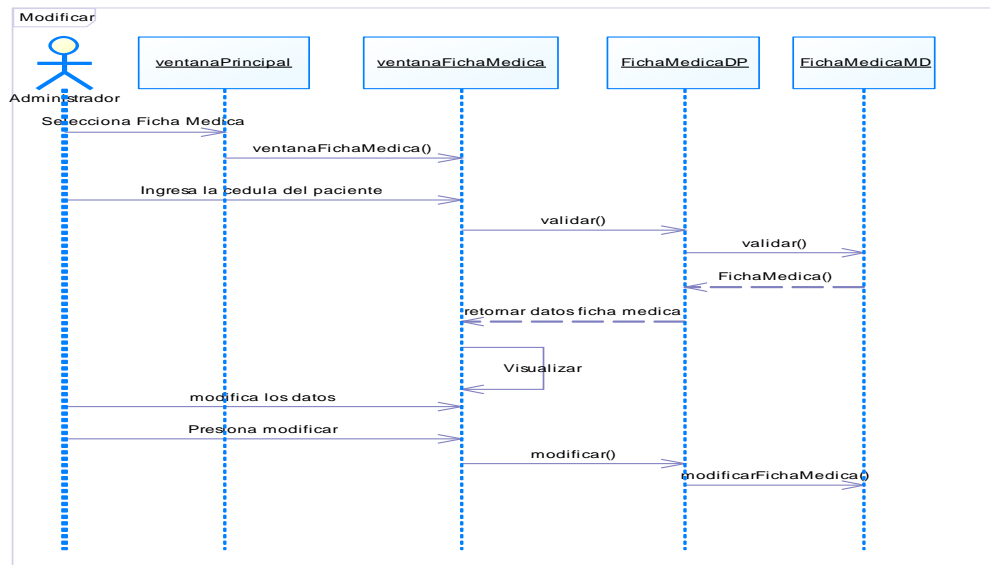 Modificar
ventanaPrincipal
ventanaFichaMedica
FichaMedicaDP
FichaMedicaMD
Administrador
Selecciona Ficha Medica
ventanaFichaMedica()
Ingresa la cedula del paciente
validar()
validar()
FichaMedica()
retornar datos ficha medica
Visualizar
modifica los datos
Presiona modificar
modificar()
modificarFichaMedica()